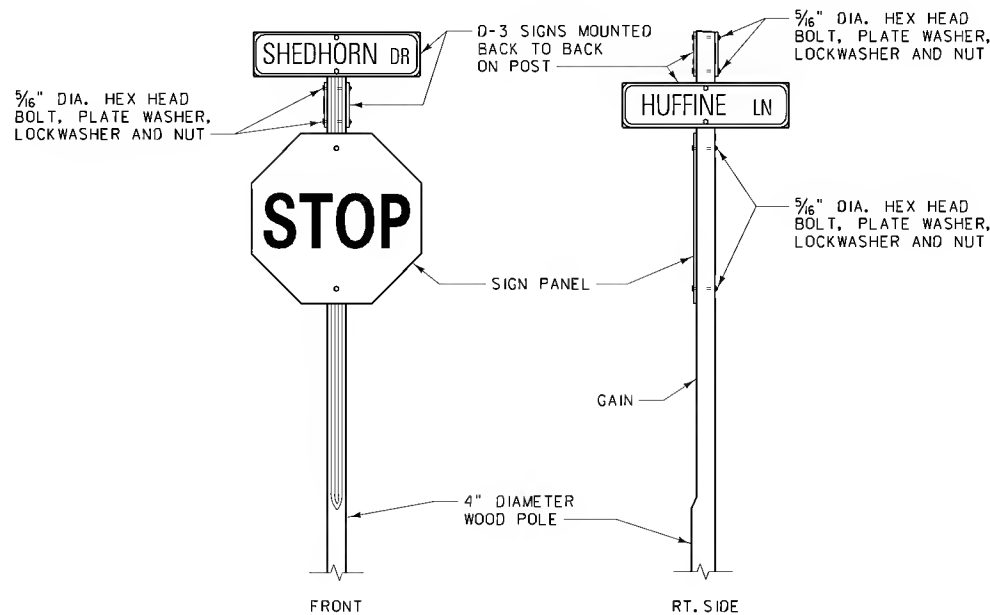 SHEDHORN DR
D-3 SIGNS MOUNTED
BACK TO BACK
ON POST
5/16" DIA. HEX HEAD
BOLT, PLATE WASHER,
LOCKWASHER AND NUT
5/16" DIA. HEX HEAD
BOLT, PLATE WASHER,
LOCKWASHER AND NUT
HUFFINE LN
STOP
5/16" DIA. HEX HEAD
BOLT, PLATE WASHER,
LOCKWASHER AND NUT
SIGN PANEL
GAIN
4" DIAMETER
WOOD POLE
FRONT
RT. SIDE